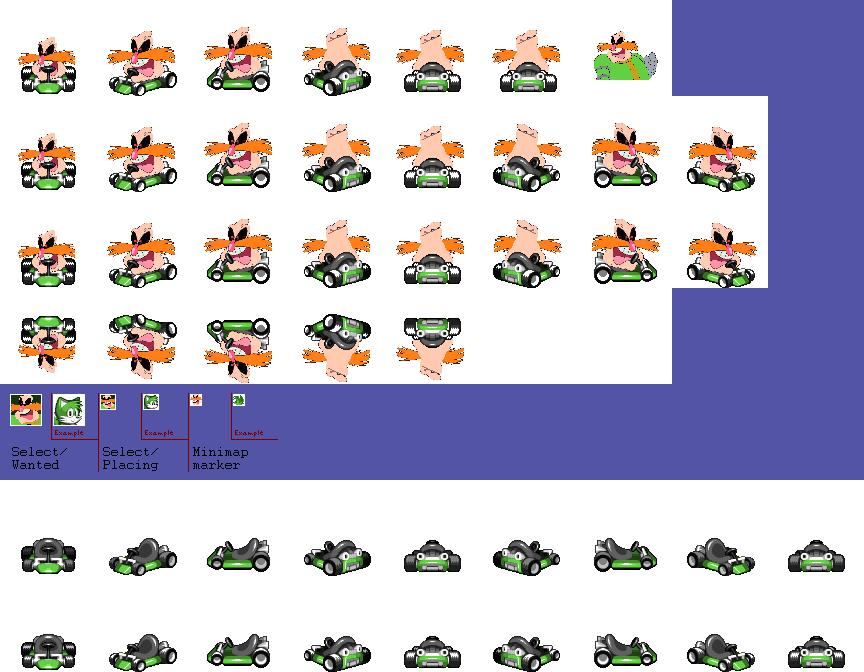 Example
Example
Example
Select/
Wanted
Select/
Placing
Minimap
marker